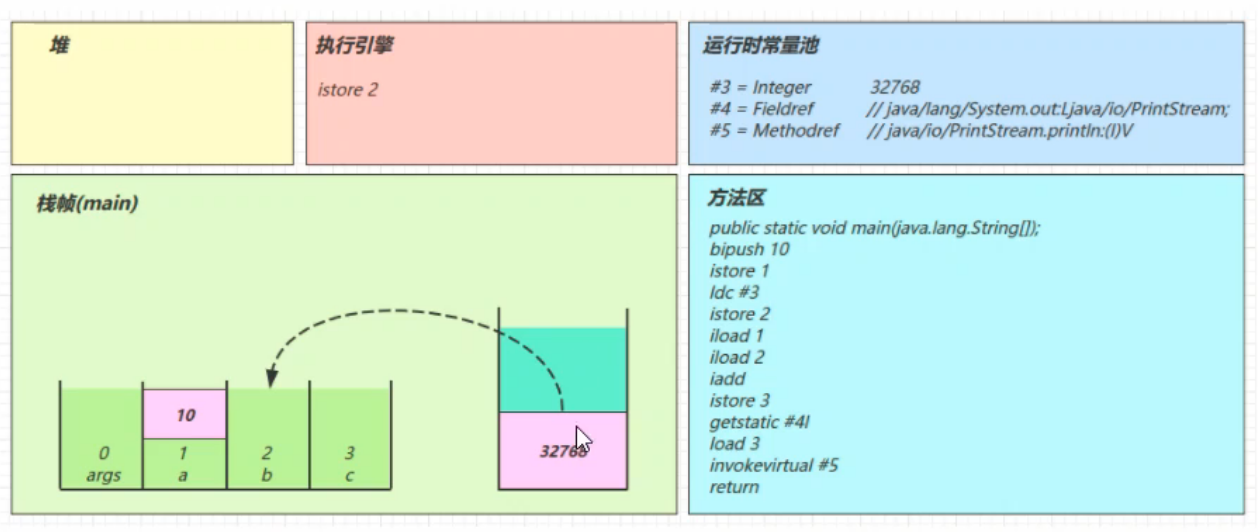 堆
执行引擎
istore 2
运行时常量池
#3 = Integer 32768
#4 = Fieldref // java/lang/System.out:Ljava/io/PrintStream;
#5 = Methodref // java/io/PrintStream.println:(I)V
栈帧(main)
10
0 1 2 3
args a b c
32768
方法区
public static void main(java.lang.String[]);
bipush 10
istore 1
ldc #3
istore 2
iload 1
iload 2
iadd
istore 3
getstatic #4l
load 3
invokevirtual #5
return